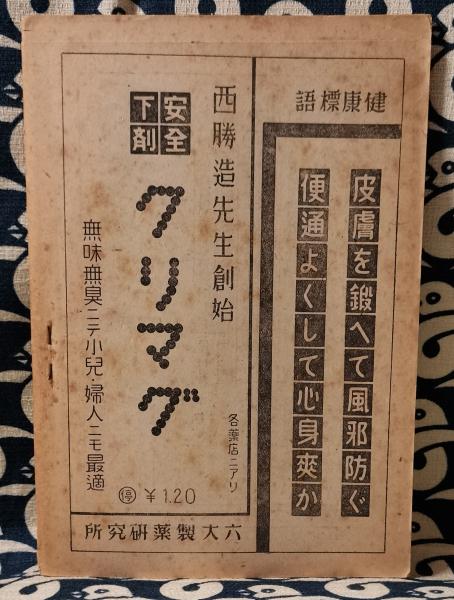 健康標語
皮膚を鍛へて風邪防ぐ
便通よくして心身爽か
西勝造先生創始
安全
下剤
クリマグ
各薬店ニアリ
無味無臭ニテ小兒・婦人ニモ最適
停 ¥1.20
六大製薬研究所